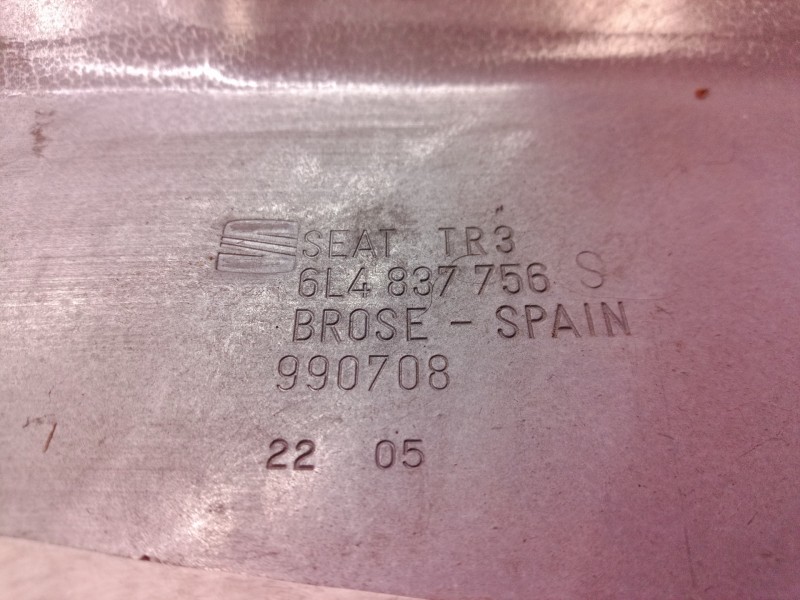 SEAT TR3
6L4 837 756 S
BROSE - SPAIN
990708
22 05